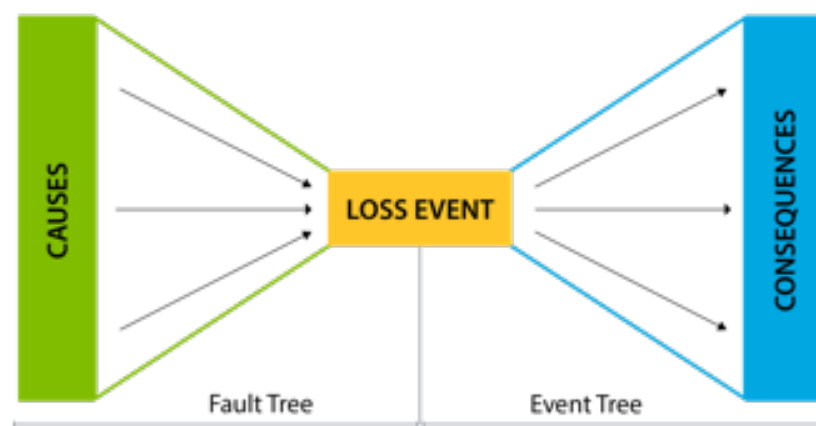 CAUSES
LOSS EVENT
CONSEQUENCES
Fault Tree
Event Tree